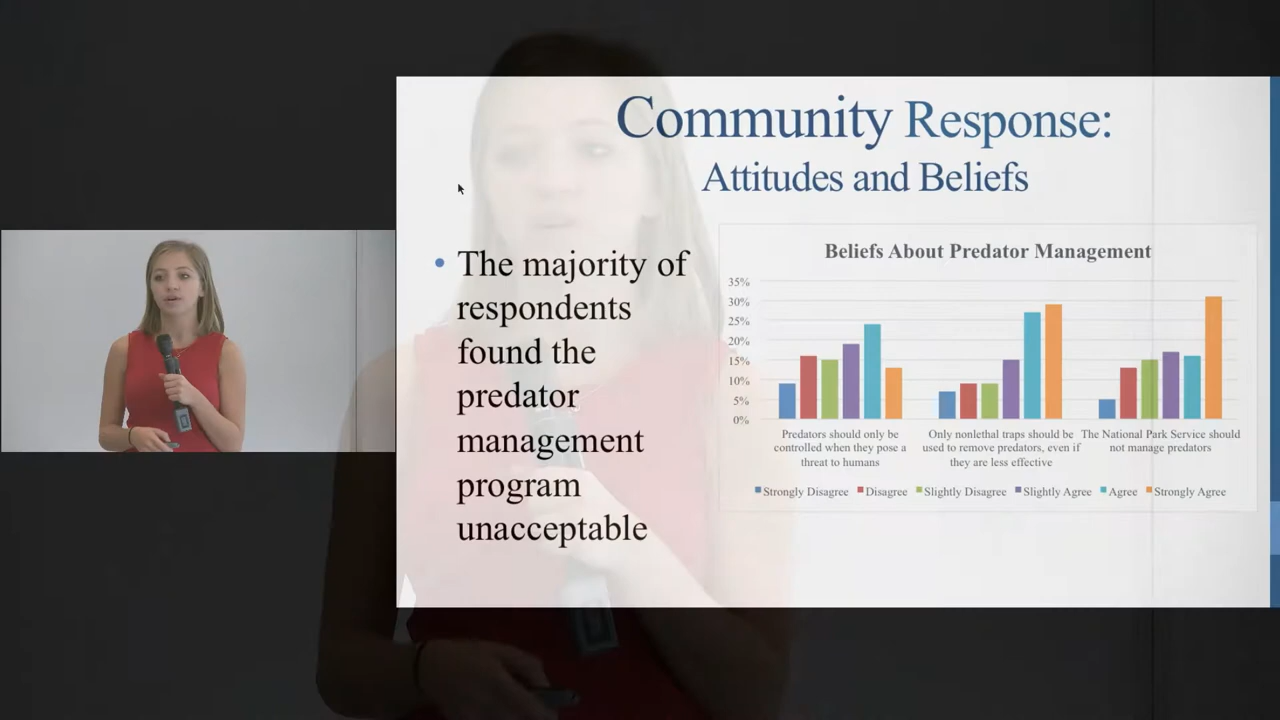 Community Response:
Attitudes and Beliefs
• The majority of
respondents
found the
predator
management
program
unacceptable
Beliefs About Predator Management
35%
30%
25%
20%
15%
10%
5%
0%
Predators should only be
controlled when they pose a
threat to humans
Only nonlethal traps should be
used to remove predators, even if
they are less effective
The National Park Service should
not manage predators
Strongly Disagree Disagree Slightly Disagree Slightly Agree Agree Strongly Agree